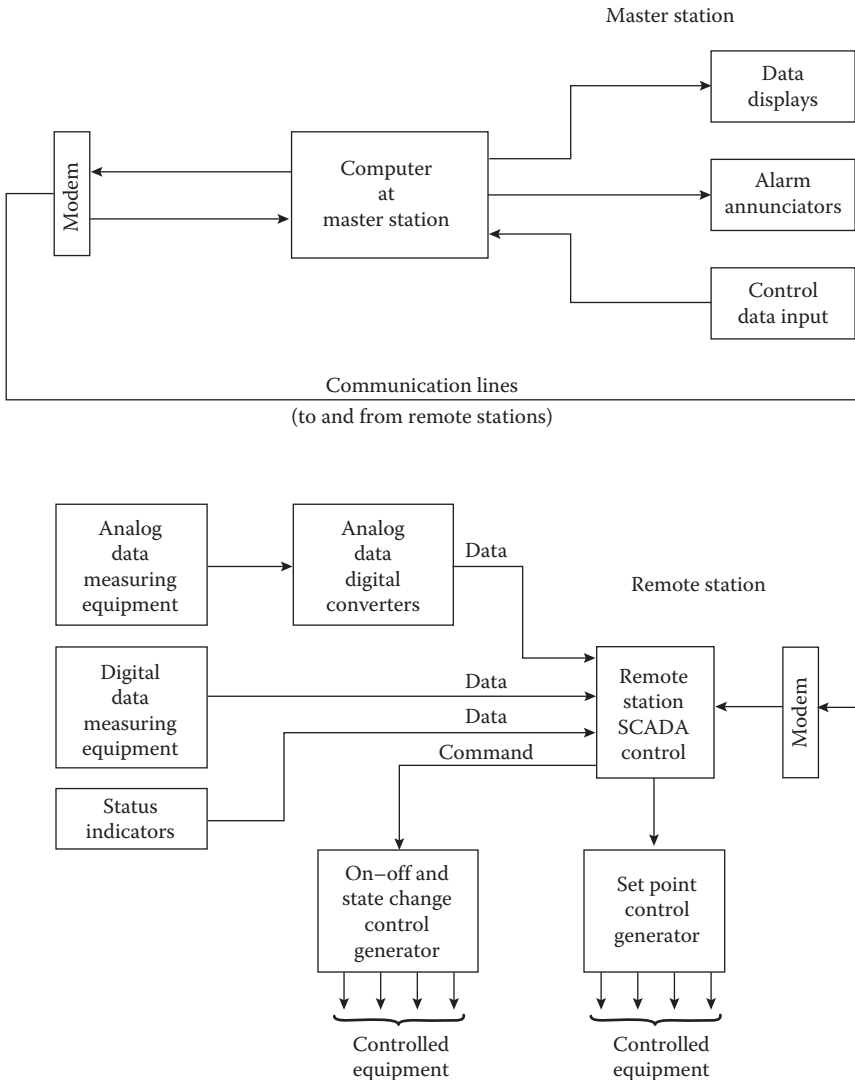 Master station
Data
displays
Modem
Computer
at
master station
Alarm
annunciators
Control
data input
Communication lines
(to and from remote stations)
Analog
data
measuring
equipment
Analog
data
digital
converters
Data
Remote station
Digital
data
measuring
equipment
Data
Data
Command
Remote
station
SCADA
control
Modem
Status
indicators
On–off and
state change
control
generator
Set point
control
generator
Controlled
equipment
Controlled
equipment